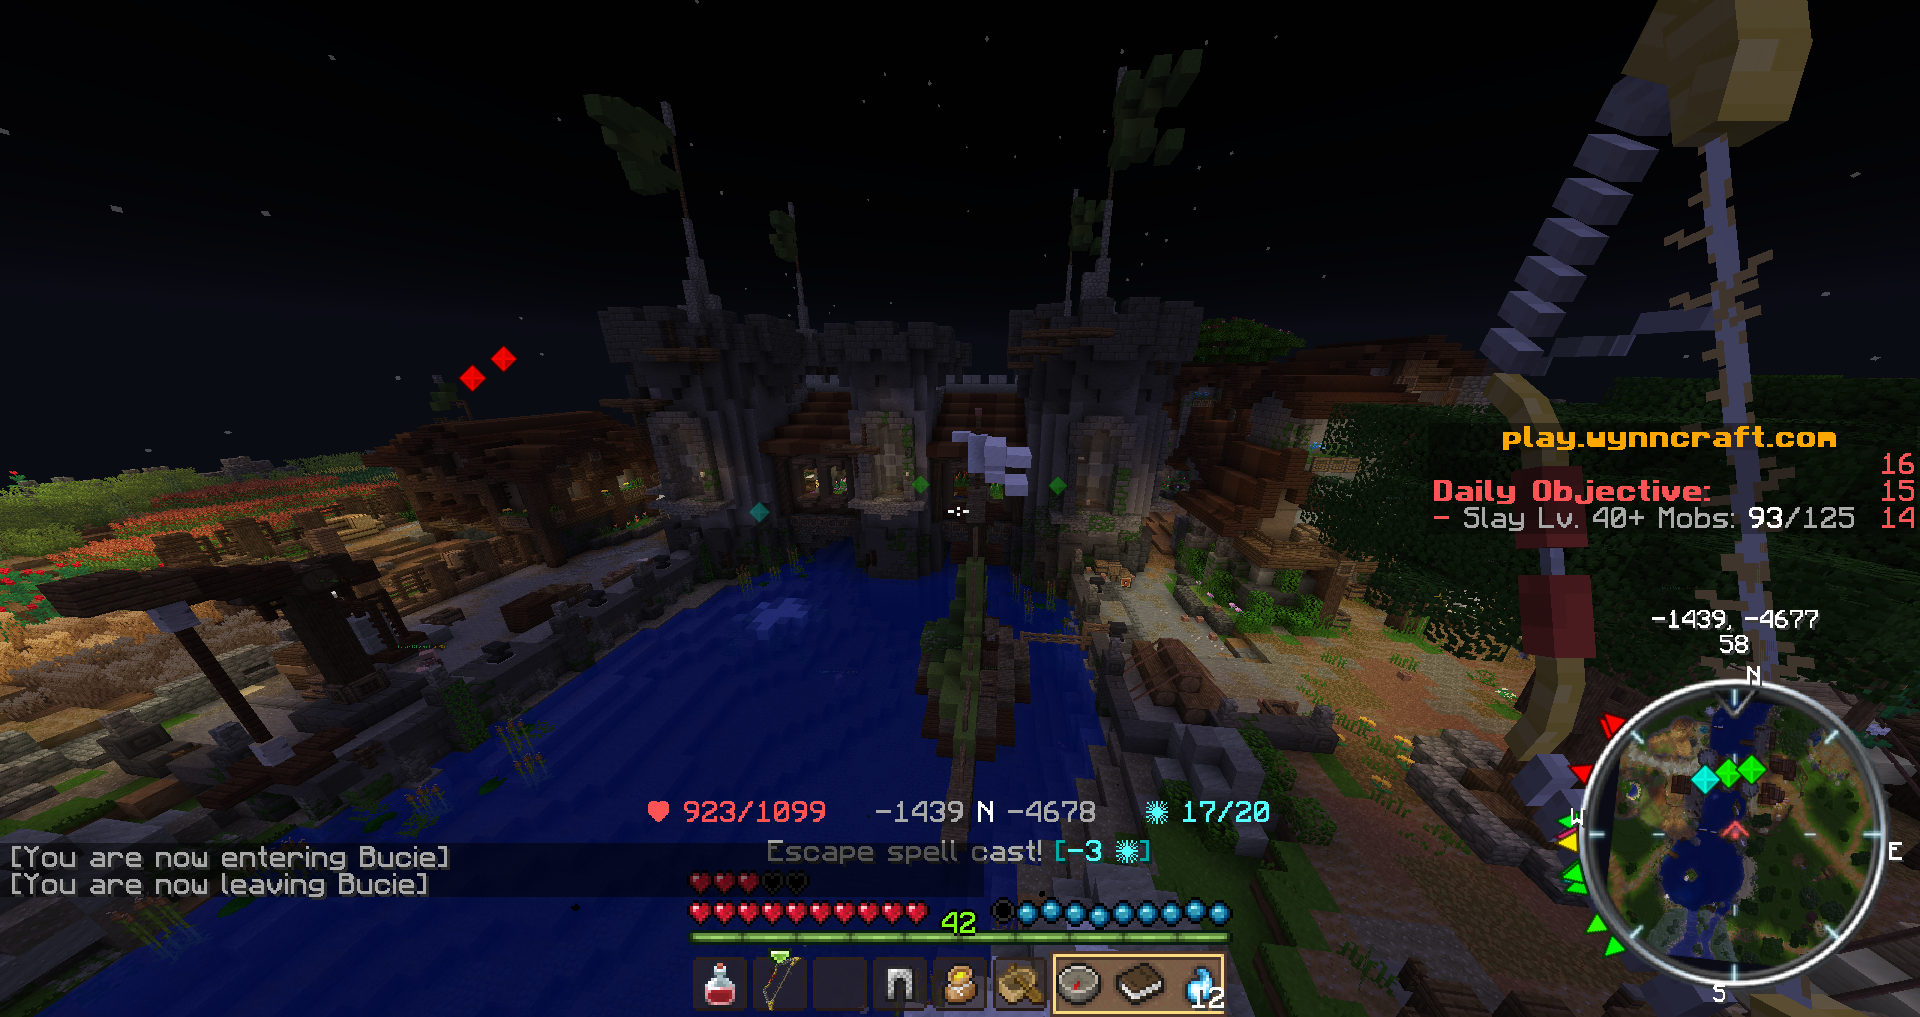 play.wynncraft.com
16
Daily Objective: 15
- Slay Lv. 40+ Mobs: 93/125 14
-1439, -4677
58
N
W
E
S
923/1099 -1439 N -4678 17/20
Escape spell cast! [-3 ]
[You are now entering Bucie]
[You are now leaving Bucie]
42
12